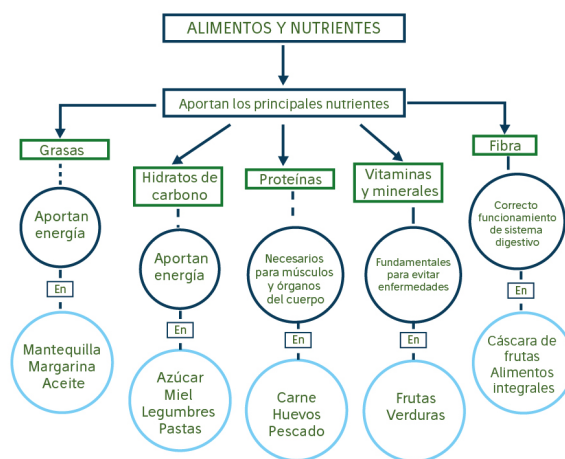 ALIMENTOS Y NUTRIENTES
Aportan los principales nutrientes
Grasas
Aportan
energía
En
Mantequilla
Margarina
Aceite
Hidratos de
carbono
Aportan
energía
En
Azúcar
Miel
Legumbres
Pastas
Proteínas
Necesarios
para músculos
y órganos
del cuerpo
En
Carne
Huevos
Pescado
Vitaminas
y minerales
Fundamentales
para evitar
enfermedades
En
Frutas
Verduras
Fibra
Correcto
funcionamiento
de sistema
digestivo
En
Cáscara de
frutas
Alimentos
integrales